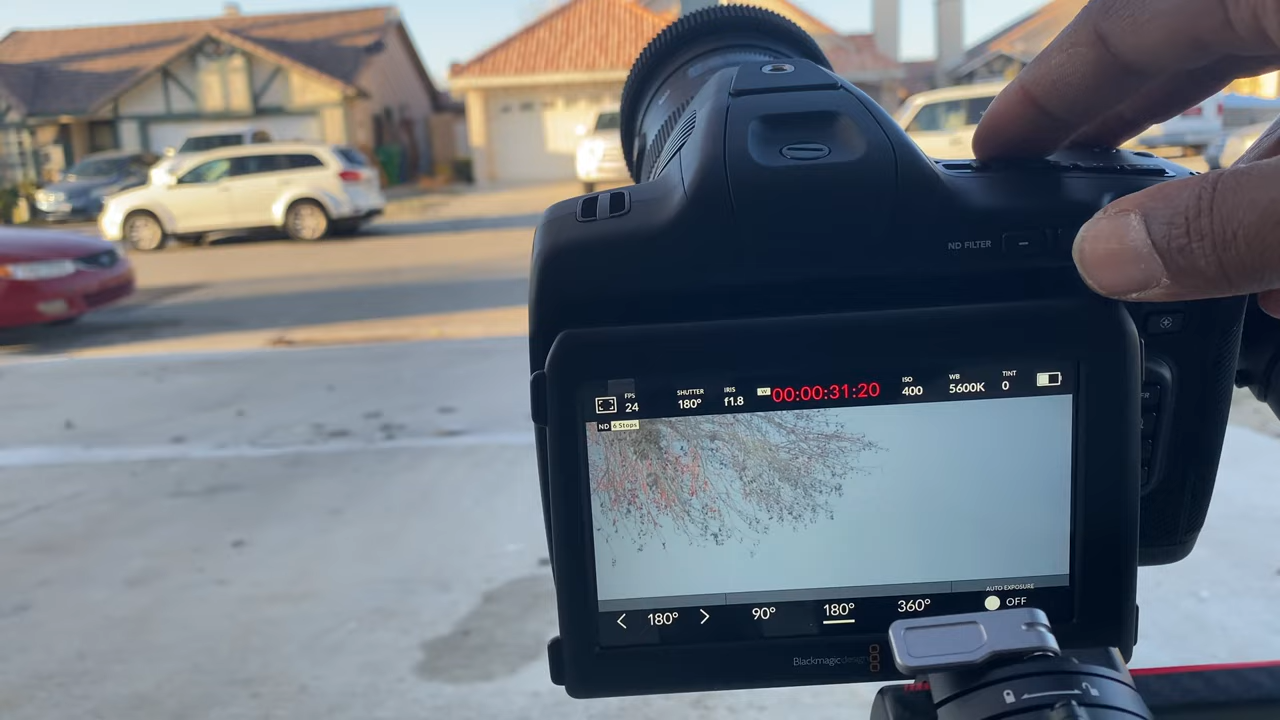 ND FILTER
FPS
24
SHUTTER
180°
IRIS
f1.8
W
00:00:31:20
ISO
400
WB
5600K
TINT
0
ND 6 Stops
180°
90°
180°
360°
AUTO EXPOSURE
OFF
Blackmagicdesign